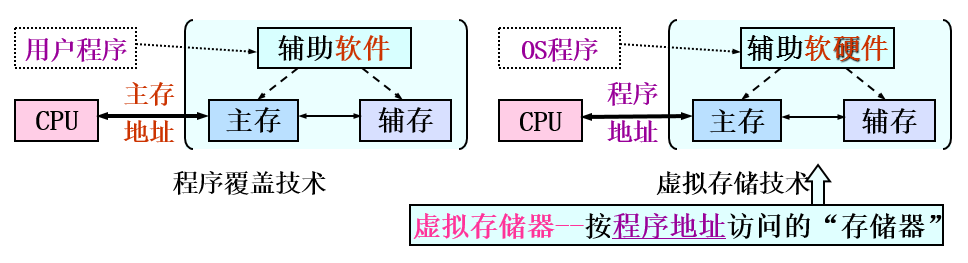 用户程序
辅助软件
CPU
主存
地址
主存
辅存
程序覆盖技术
OS程序
辅助软硬件
CPU
程序
地址
主存
辅存
虚拟存储技术
虚拟存储器--按程序地址访问的“存储器”